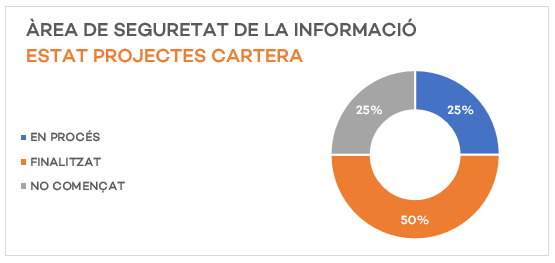 ÀREA DE SEGURETAT DE LA INFORMACIÓ
ESTAT PROJECTES CARTERA
25%
25%
EN PROCÉS
FINALITZAT
NO COMENÇAT
50%